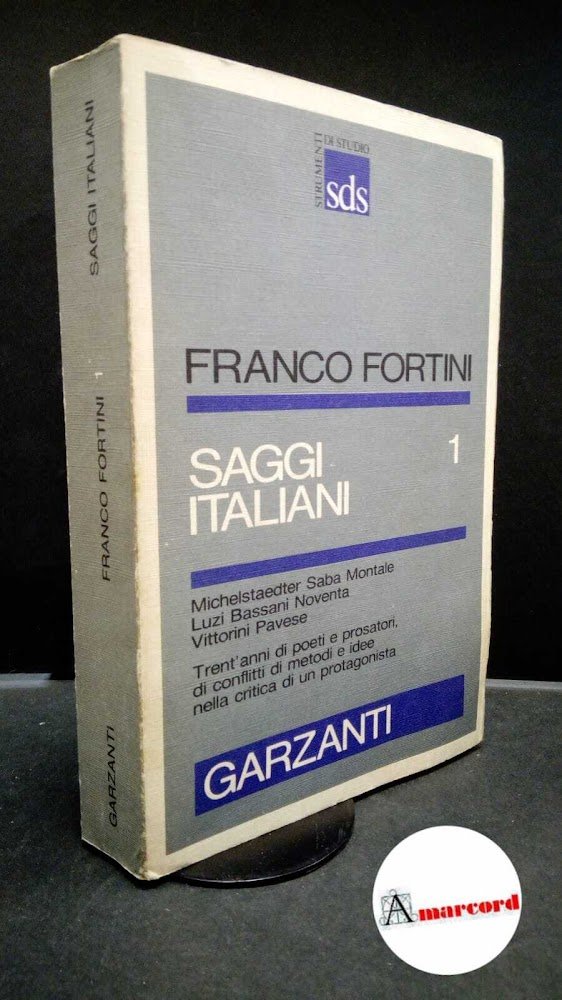 SAGGI ITALIANI
FRANCO FORTINI 1
GARZANTI
STRUMENTI
DI STUDIO
sds
FRANCO FORTINI
SAGGI 1
ITALIANI
Michelstaedter Saba Montale
Luzi Bassani Noventa
Vittorini Pavese
Trent'anni di poeti e prosatori,
di conflitti di metodi e idee
nella critica di un protagonista
GARZANTI
Amarcord